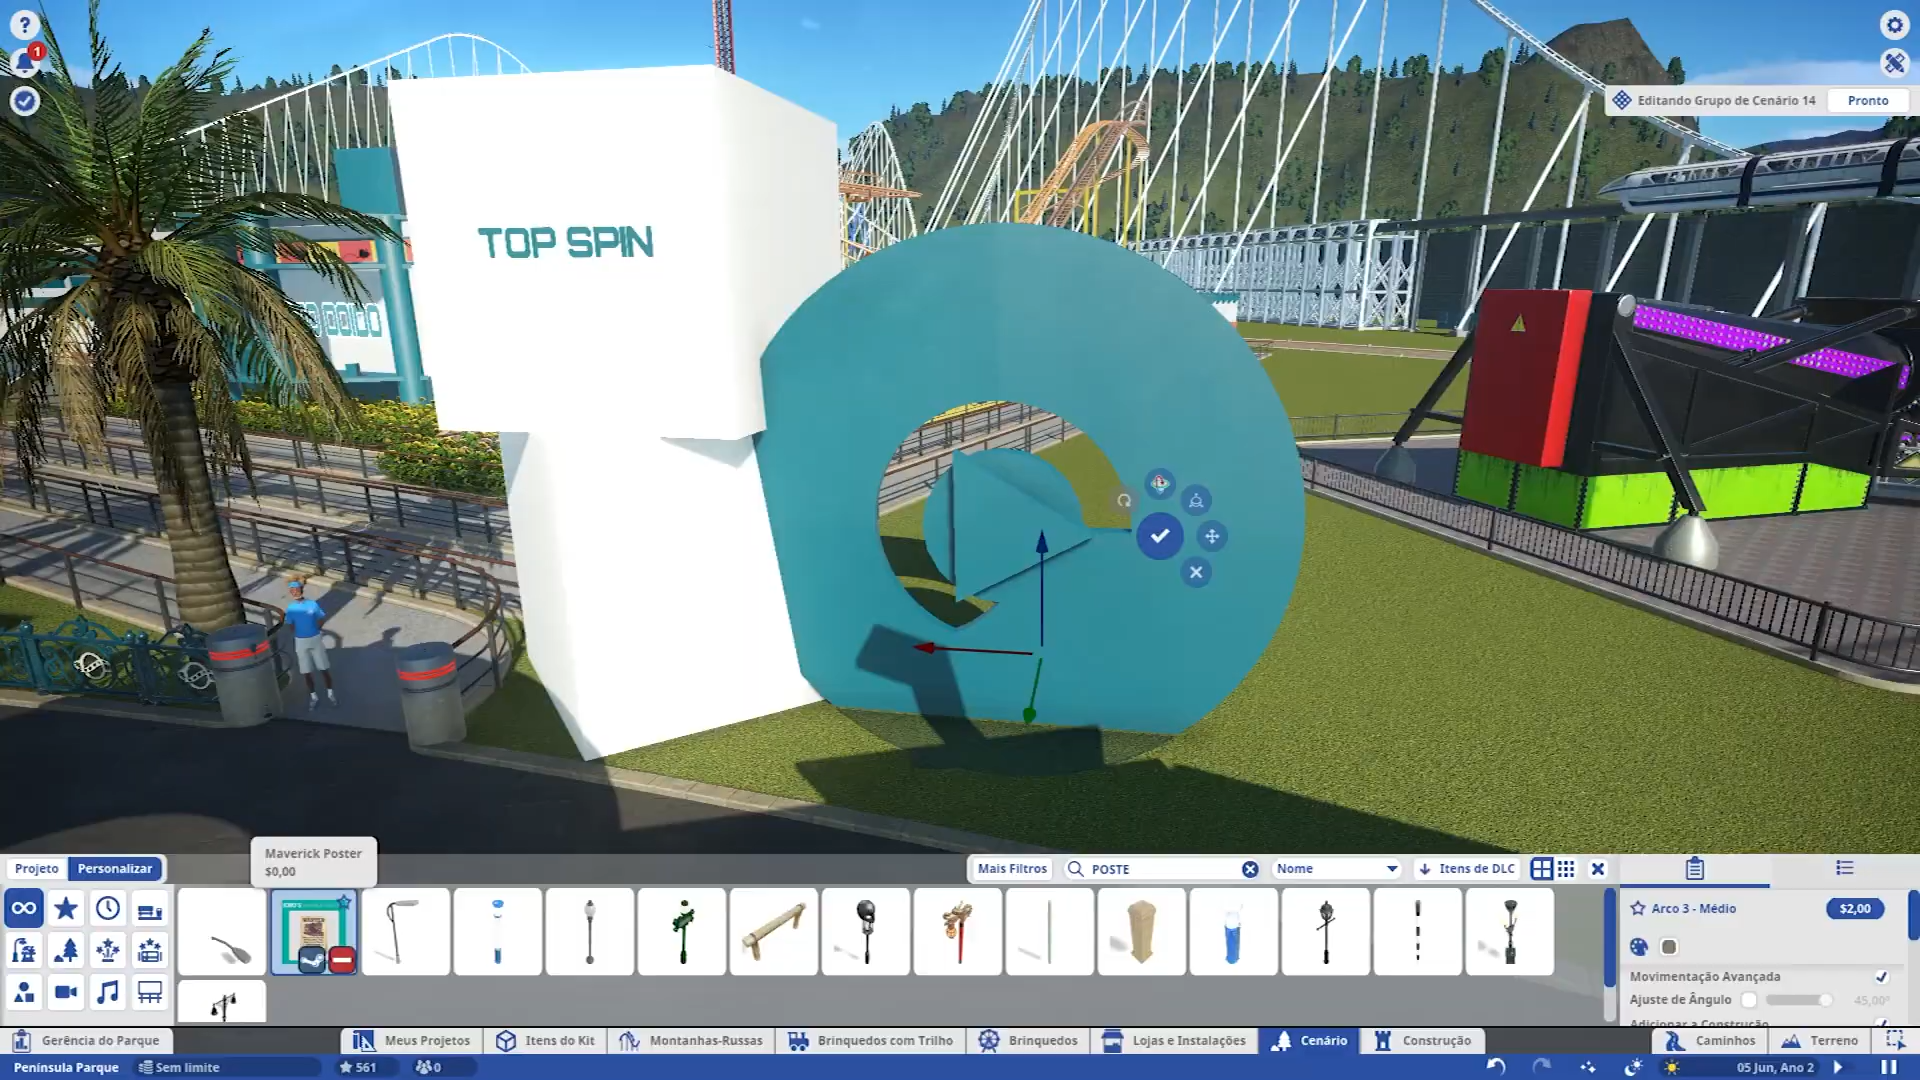 ?
1
Editando Grupo de Cenário 14
Pronto
TOP SPIN
Maverick Poster
$0,00
Projeto
Personalizar
Mais Filtros
POSTE
Nome
Itens de DLC
Arco 3 - Médio
$2,00
Movimentação Avançada
Ajuste de Ângulo
45,00°
Adicionar a Construção
Gerência do Parque
Meus Projetos
Itens do Kit
Montanhas-Russas
Brinquedos com Trilho
Brinquedos
Lojas e Instalações
Cenário
Construção
Caminhos
Terreno
Península Parque
Sem limite
561
0
05 Jun, Ano 2